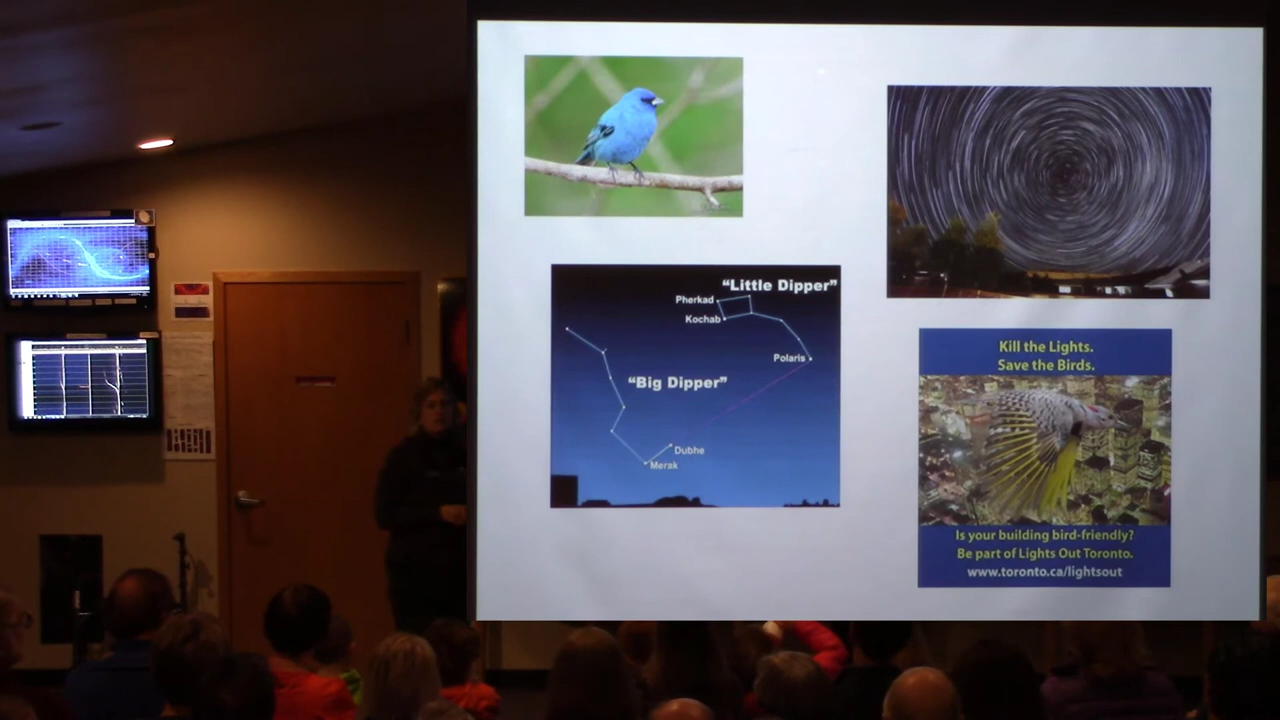 "Little Dipper"
Pherkad
Kochab
Polaris
"Big Dipper"
Dubhe
Merak
Kill the Lights.
Save the Birds.
Is your building bird-friendly?
Be part of Lights Out Toronto.
www.toronto.ca/lightsout